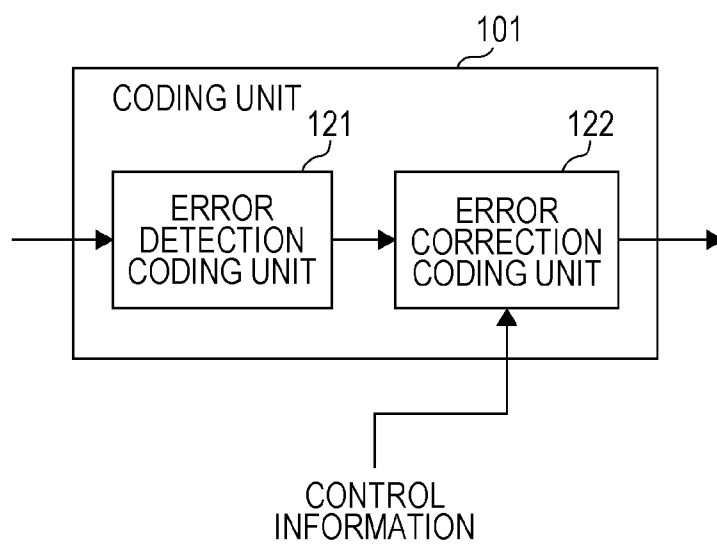 101
CODING UNIT
121
122
ERROR
DETECTION
CODING UNIT
ERROR
CORRECTION
CODING UNIT
CONTROL
INFORMATION